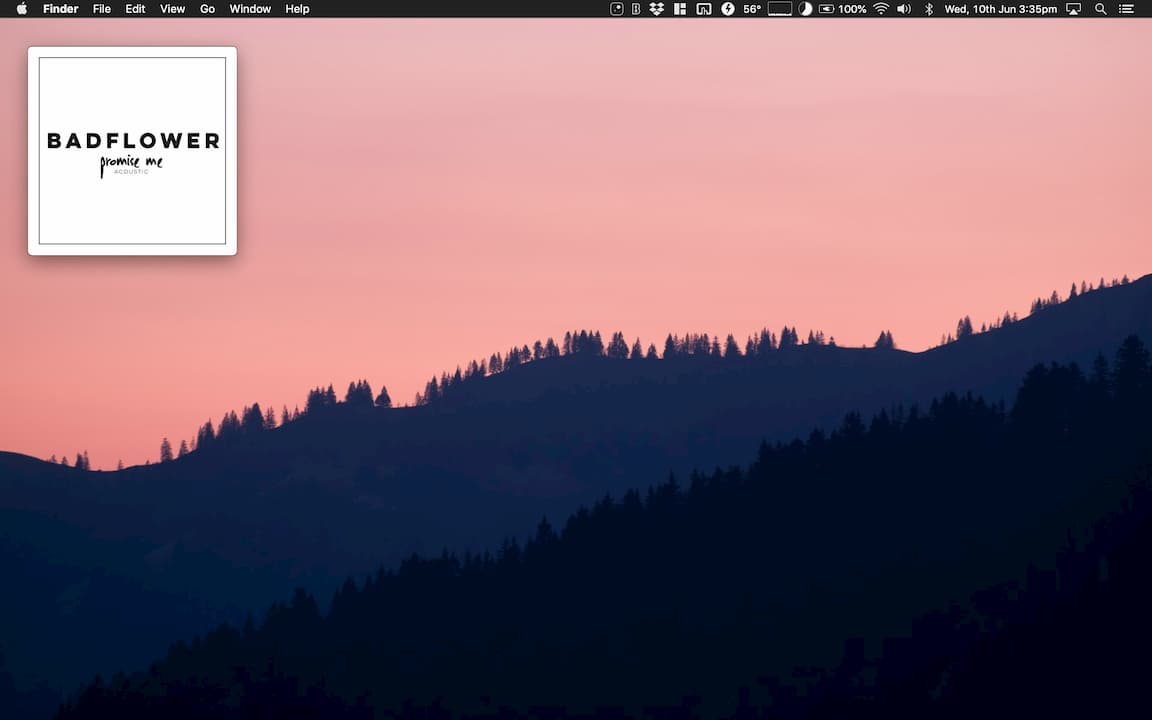 Finder File Edit View Go Window Help 56° 100% Wed, 10th Jun 3:35pm
BADFLOWER
promise me
ACOUSTIC